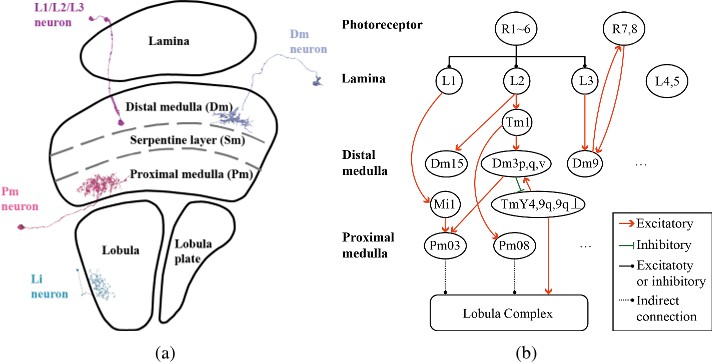 L1/L2/L3
neuron
Lamina
Dm
neuron
Distal medulla (Dm)
Serpentine layer (Sm)
Proximal medulla (Pm)
Pm
neuron
Lobula
Lobula
plate
Li
neuron
(a)
Photoreceptor
R1~6
R7,8
Lamina
L1
L2
L3
L4,5
Tm1
Distal
medulla
Dm15
Dm3p,q,v
Dm9
...
Mi1
TmY4,9q,9q⊥
Proximal
medulla
Pm03
Pm08
...
Lobula Complex
Excitatory
Inhibitory
Excitatoty
or inhibitory
Indirect
connection
(b)